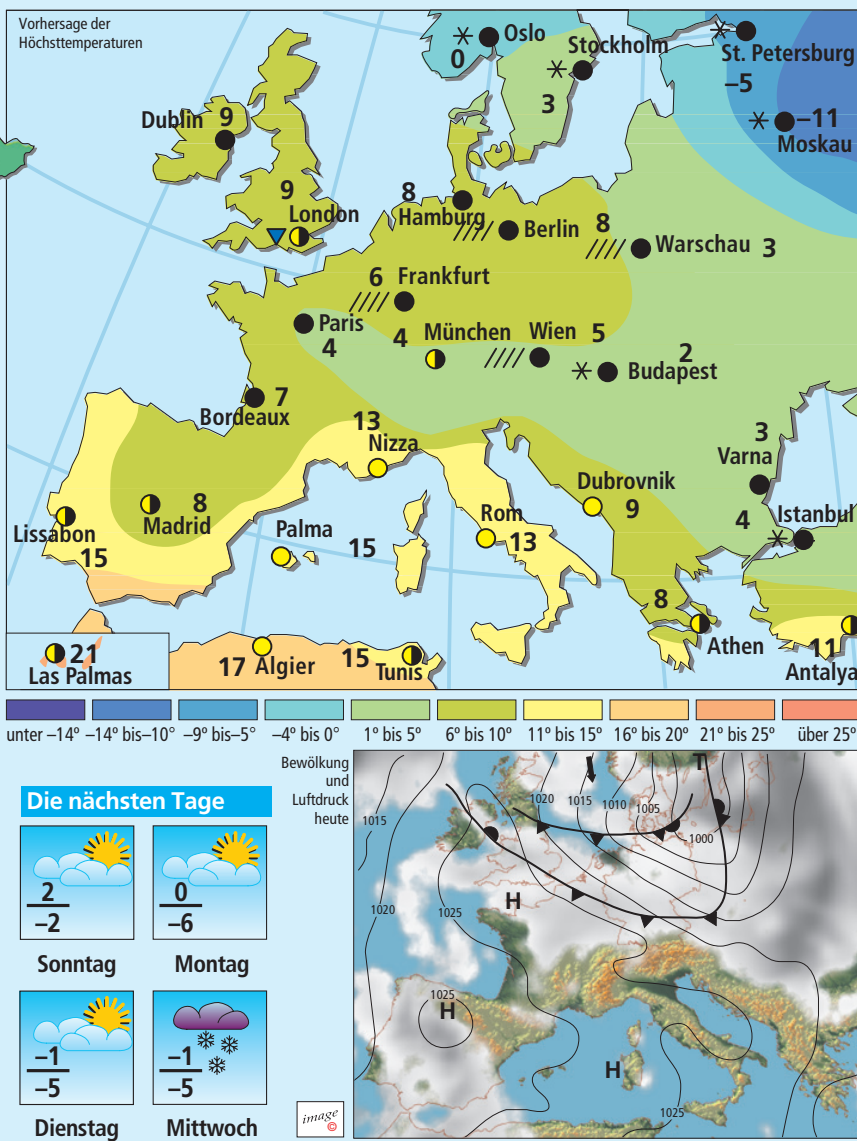 Vorhersage der
Höchsttemperaturen
Oslo
0
Stockholm
3
St. Petersburg
–5
–11
Moskau
Dublin 9
9
London
8
Hamburg
Berlin
8
Warschau 3
6
Frankfurt
Paris
4
4
München
Wien 5
2
Budapest
7
Bordeaux
13
Nizza
3
Varna
Dubrovnik
9
4
Istanbul
8
Madrid
Lissabon
15
Palma
15
Rom
13
8
Athen
11
Antalya
21
Las Palmas
17 Algier
15
Tunis
unter –14° –14° bis–10° –9° bis–5° –4° bis 0° 1° bis 5° 6° bis 10° 11° bis 15° 16° bis 20° 21° bis 25° über 25°
Bewölkung
und
Luftdruck
heute
Die nächsten Tage
2
–2
Sonntag
0
–6
Montag
–1
–5
Dienstag
–1
–5
Mittwoch
image
©
T
1015
1020
1015
1010
1005
1000
1020
1025
H
1025
H
H
1025